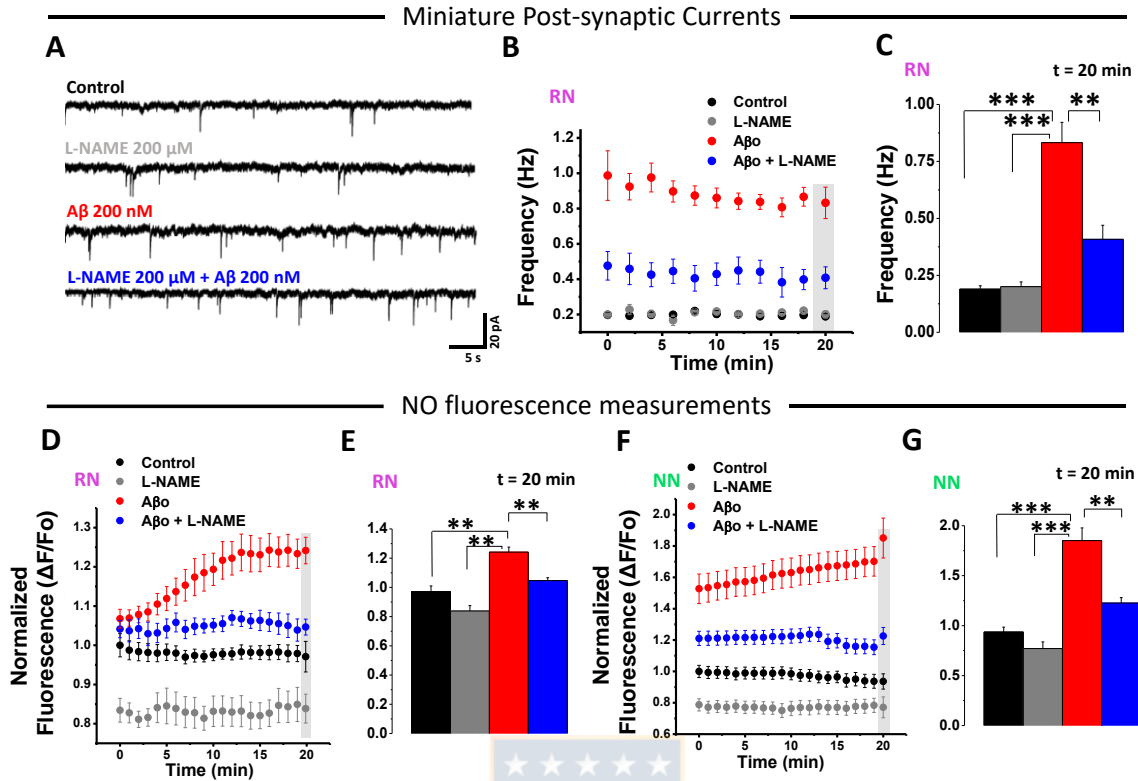 Miniature Post-synaptic Currents
A
Control
L-NAME 200 µM
Aβ 200 nM
L-NAME 200 µM + Aβ 200 nM
20 pA
5 s
B
RN
Control
L-NAME
Aβo
Aβo + L-NAME
Frequency (Hz)
1.2
1.0
0.8
0.6
0.4
0.2
0 5 10 15 20
Time (min)
C
RN t = 20 min
*** **
***
Frequency (Hz)
1.00
0.75
0.50
0.25
0.00
NO fluorescence measurements
D
RN
Control
L-NAME
Aβo
Aβo + L-NAME
Normalized
Fluorescence (ΔF/Fo)
1.3
1.2
1.1
1.0
0.9
0.8
0 5 10 15 20
Time (min)
E
RN t = 20 min
** **
**
1.4
1.2
1.0
0.8
0.6
0.4
0.2
0.0
F
NN
Control
L-NAME
Aβo
Aβo + L-NAME
Normalized
Fluorescence (ΔF/Fo)
2.0
1.8
1.6
1.4
1.2
1.0
0.8
0.6
0 5 10 15 20
Time (min)
G
NN t = 20 min
*** **
***
2.0
1.5
1.0
0.5
0.0